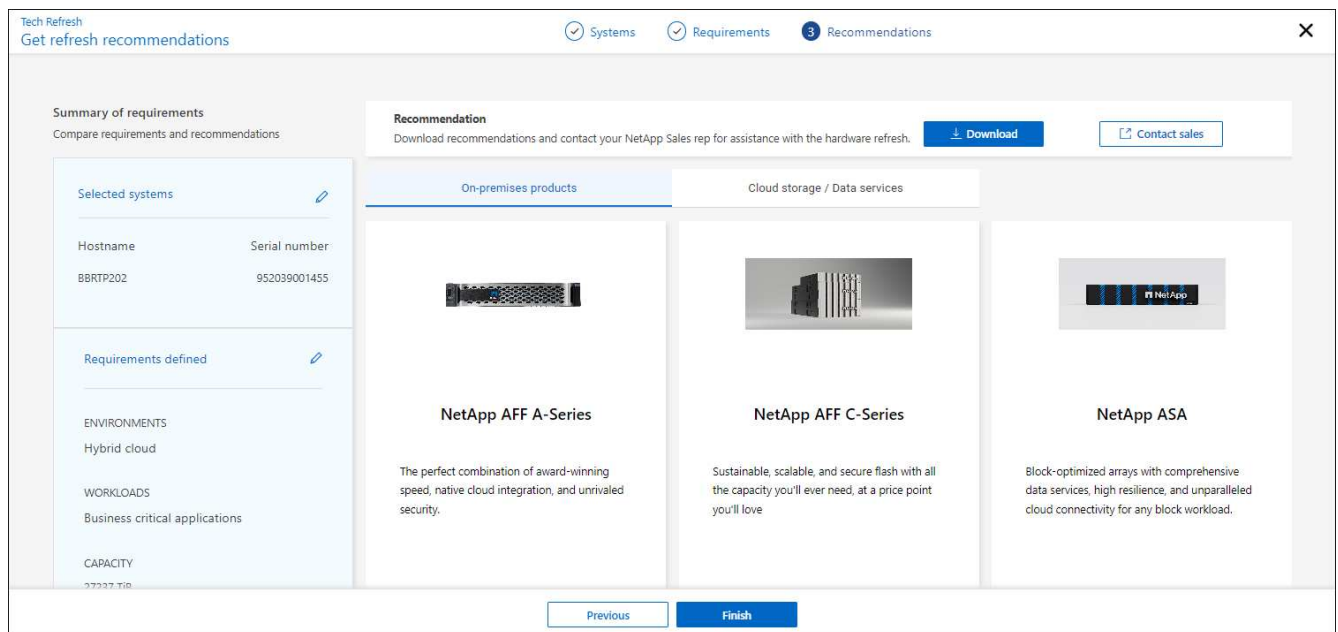 Tech Refresh
Get refresh recommendations
Systems
Requirements
3 Recommendations
Summary of requirements
Compare requirements and recommendations
Selected systems
Hostname Serial number
BBRTP202 952039001455
Requirements defined
ENVIRONMENTS
Hybrid cloud
WORKLOADS
Business critical applications
CAPACITY
27237 TiB
Recommendation
Download recommendations and contact your NetApp Sales rep for assistance with the hardware refresh.
Download
Contact sales
On-premises products
Cloud storage / Data services
NetApp AFF A-Series
The perfect combination of award-winning
speed, native cloud integration, and unrivaled
security.
NetApp AFF C-Series
Sustainable, scalable, and secure flash with all
the capacity you'll ever need, at a price point
you'll love
NetApp
NetApp ASA
Block-optimized arrays with comprehensive
data services, high resilience, and unparalleled
cloud connectivity for any block workload.
Previous
Finish